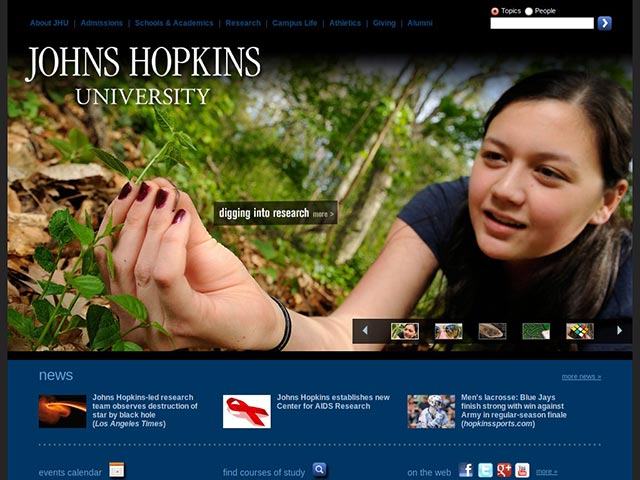 Topics People
About JHU | Admissions | Schools & Academics | Research | Campus Life | Athletics | Giving | Alumni
JOHNS HOPKINS
UNIVERSITY
digging into research more >
news
more news »
Johns Hopkins-led research
team observes destruction of
star by black hole
(Los Angeles Times)
Johns Hopkins establishes new
Center for AIDS Research
Men's lacrosse: Blue Jays
finish strong with win against
Army in regular-season finale
(hopkinssports.com)
events calendar
find courses of study
on the web
more »